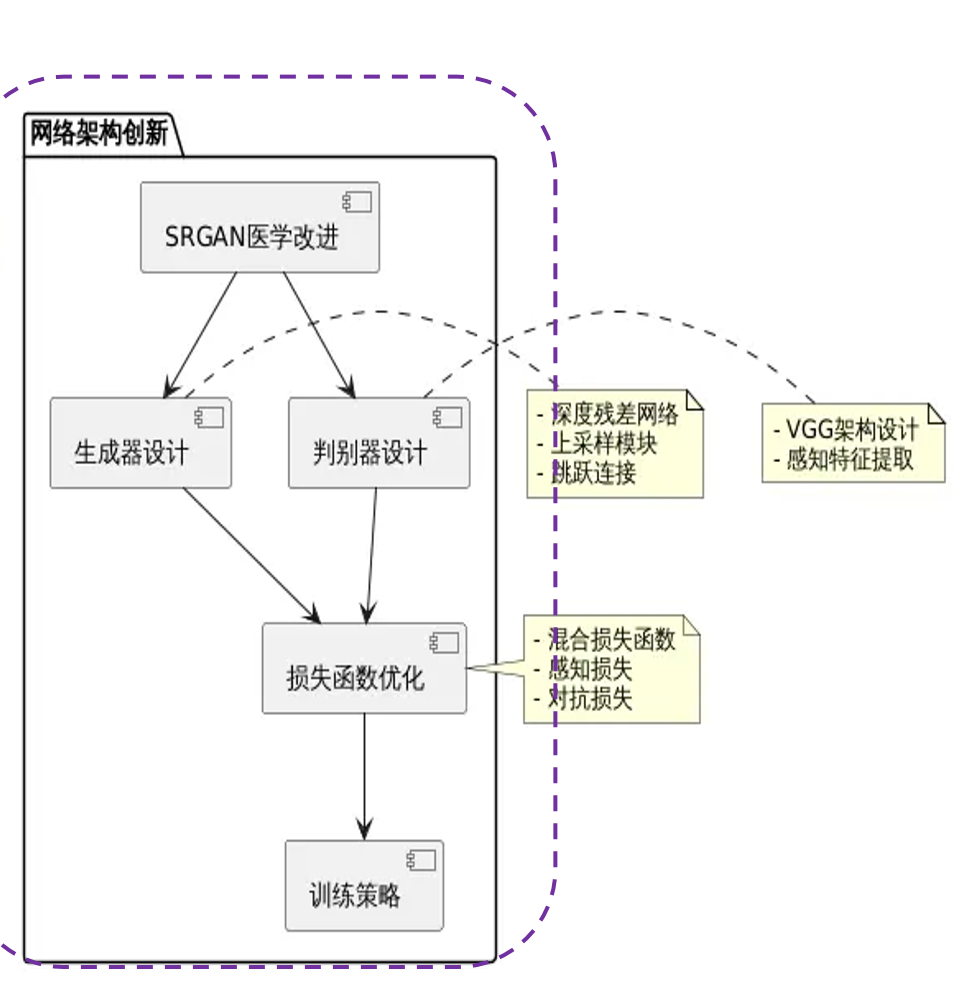 网络架构创新
SRGAN医学改进
生成器设计
判别器设计
- 深度残差网络
- 上采样模块
- 跳跃连接
- VGG架构设计
- 感知特征提取
损失函数优化
- 混合损失函数
- 感知损失
- 对抗损失
训练策略